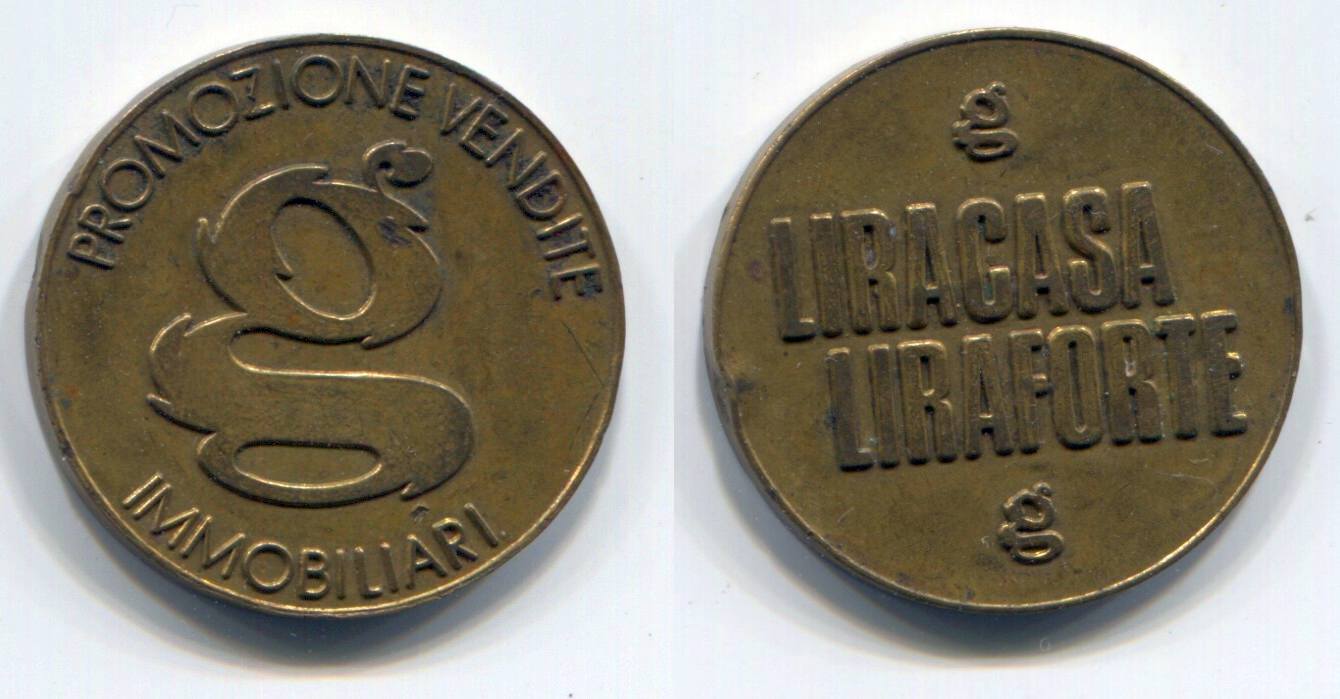 PROMOZIONE VENDITE
g
IMMOBILIARI.
g
LIRACASA
LIRAFORTE
g